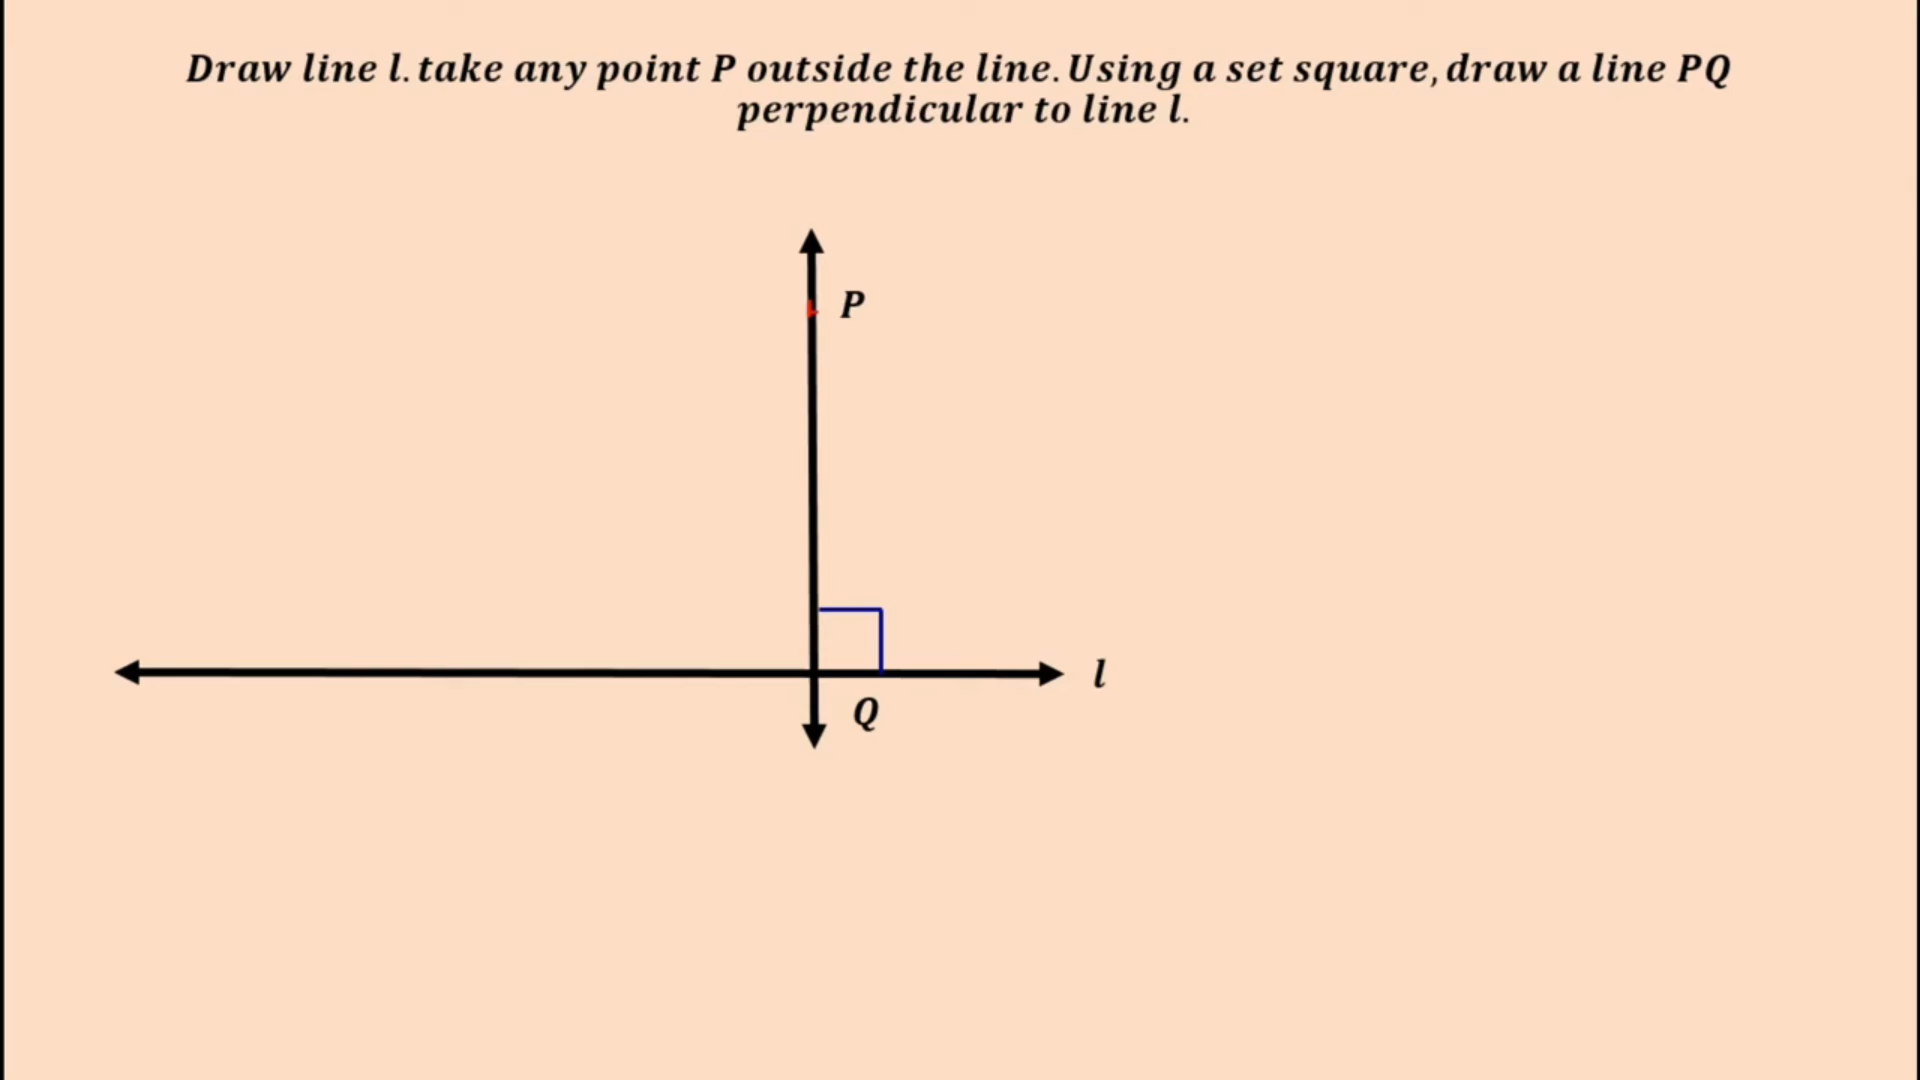 Draw line l. take any point P outside the line. Using a set square, draw a line PQ
perpendicular to line l.
P
l
Q